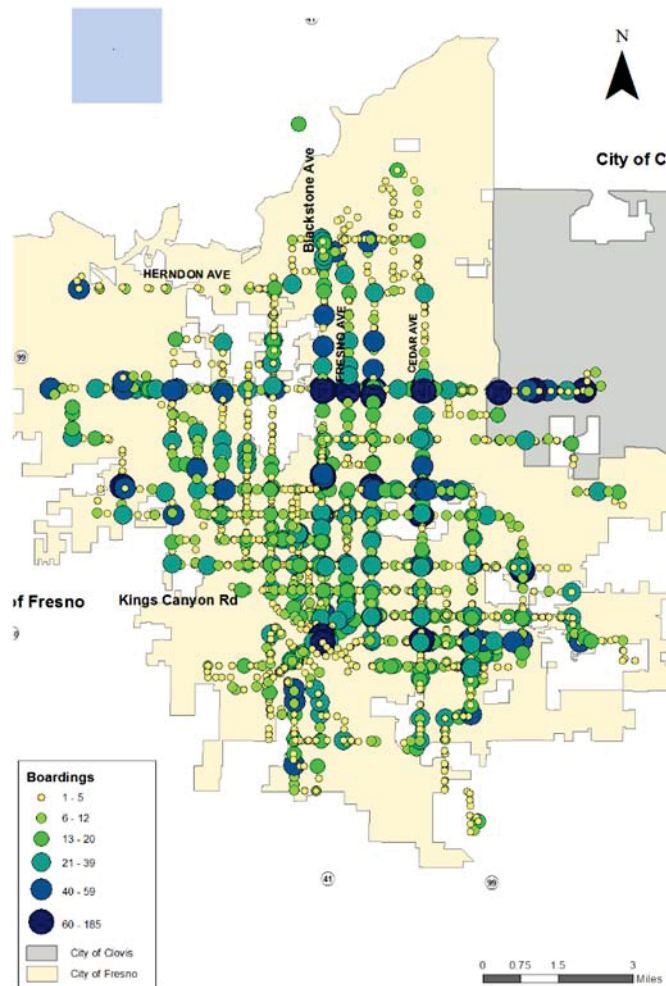 41
N
City of C
Blackstone Ave
HERNDON AVE
FRESNO AVE
CEDAR AVE
99
of Fresno
Kings Canyon Rd
Boardings
1 - 5
6 - 12
13 - 20
21 - 39
40 - 59
60 - 185
City of Clovis
City of Fresno
41
99
0 0.75 1.5 3
Miles